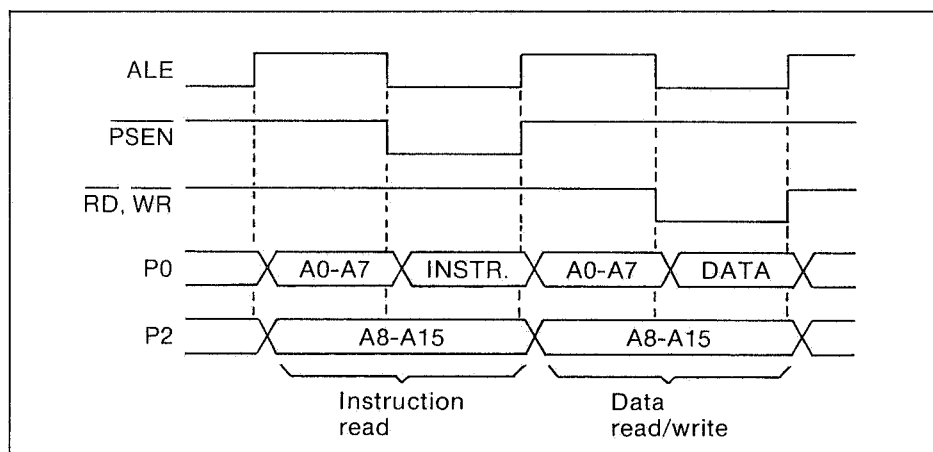 ALE
PSEN
RD, WR
P0 A0-A7 INSTR. A0-A7 DATA
P2 A8-A15 A8-A15
Instruction Data
read read/write